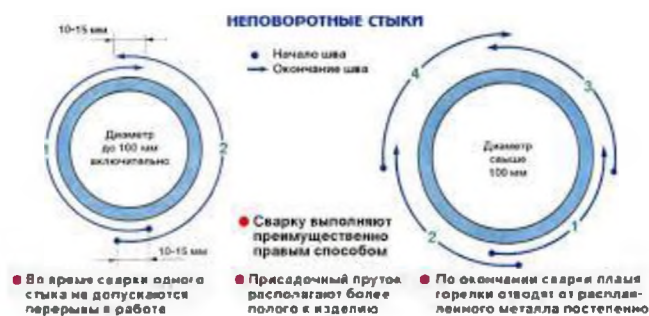 НЕПОВОРОТНЫЕ СТЫКИ
10-15 мм
Начало шва
Окончание шва
1
2
Диаметр
до 100 мм
включительно
10-15 мм
4
3
2
1
Диаметр
свыше
100 мм
Сварку выполняют
преимущественно
правым способом
Во время сварки одного
стыка не допускаются
перерывы в работе
Присадочный пруток
располагают более
полого к изделию
По окончании сварки пламя
горелки отводят от расплав-
ленного металла постепенно